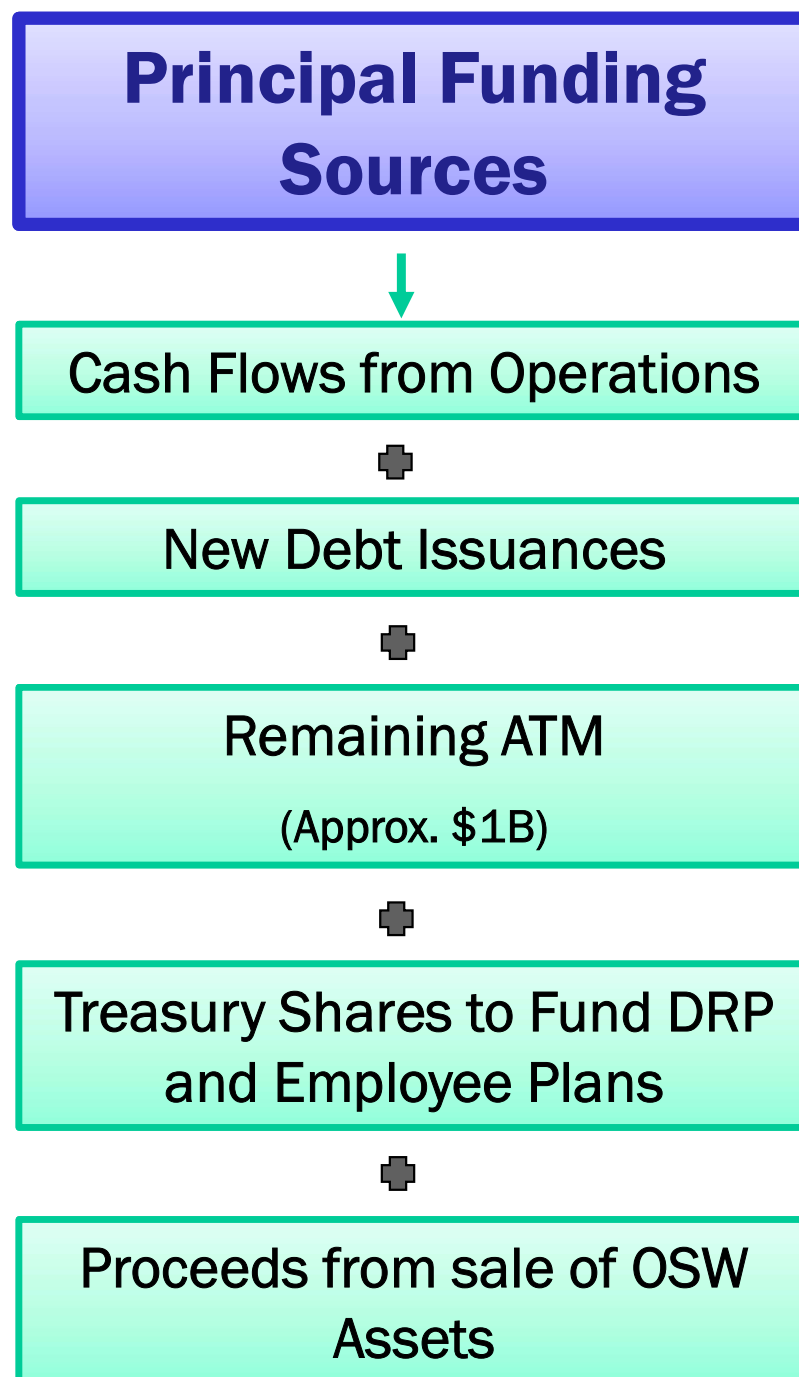 Principal Funding
Sources
Cash Flows from Operations
New Debt Issuances
Remaining ATM
(Approx. $1B)
Treasury Shares to Fund DRP
and Employee Plans
Proceeds from sale of OSW
Assets